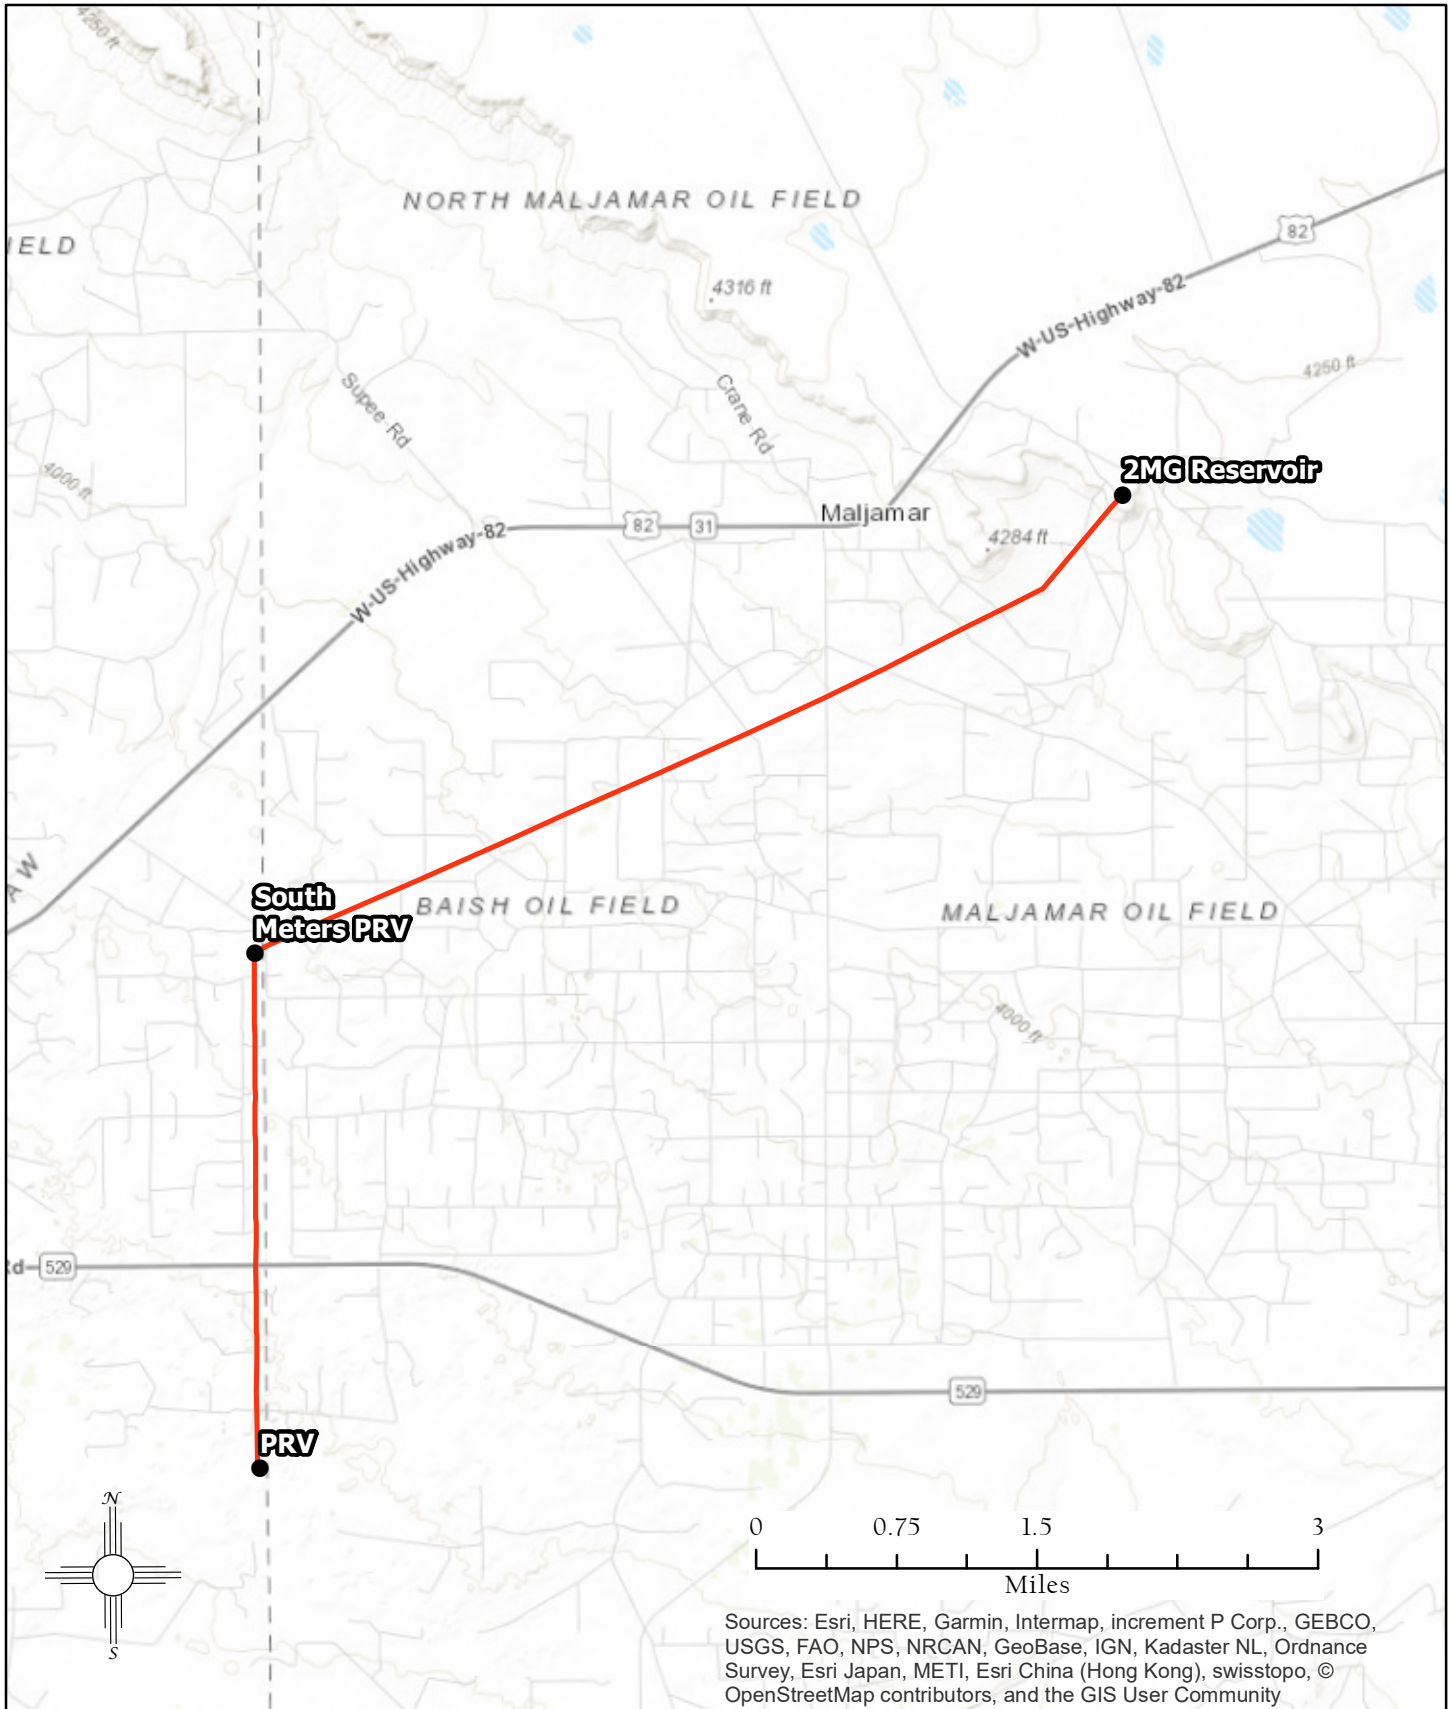 4250 ft
NORTH MALJAMAR OIL FIELD
IELD
82
4316 ft
W-US-Highway-82
4250 ft
Supee Rd
Crane Rd
4000 ft
2MG Reservoir
Maljamar
82
31
4284 ft
W-US-Highway-82
A W
South
Meters PRV
BAISH OIL FIELD
MALJAMAR OIL FIELD
4000 ft
Rd
529
529
PRV
N
S
0 0.75 1.5 3
Miles
Sources: Esri, HERE, Garmin, Intermap, increment P Corp., GEBCO,
USGS, FAO, NPS, NRCAN, GeoBase, IGN, Kadaster NL, Ordnance
Survey, Esri Japan, METI, Esri China (Hong Kong), swisstopo, ©
OpenStreetMap contributors, and the GIS User Community